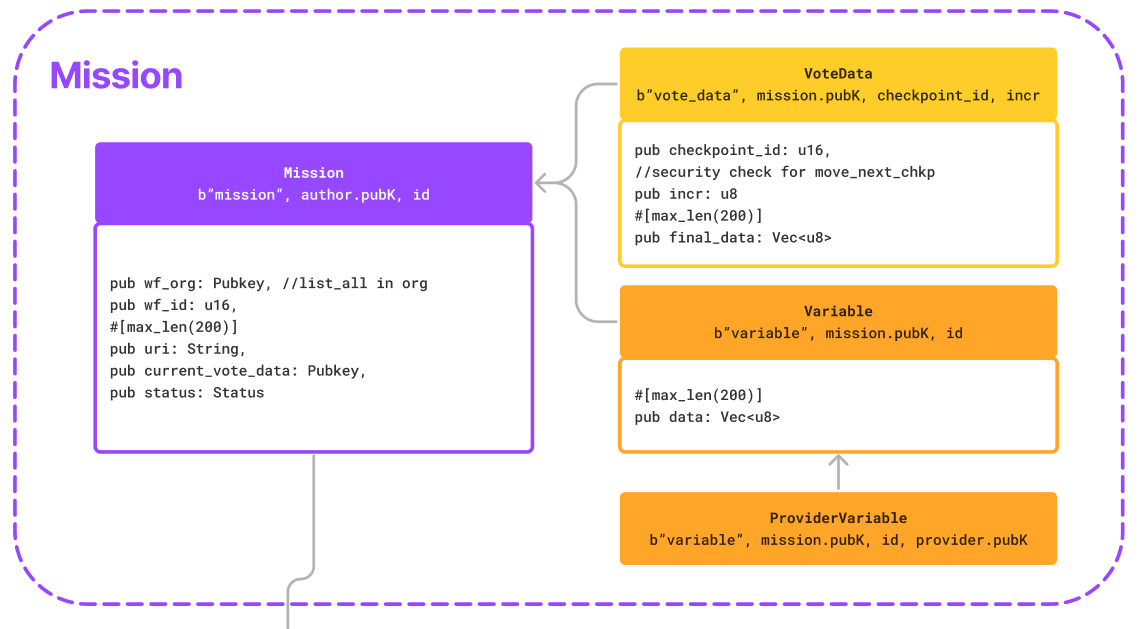 Mission
Mission
b”mission”, author.pubK, id
pub wf_org: Pubkey, //list_all in org
pub wf_id: u16,
#[max_len(200)]
pub uri: String,
pub current_vote_data: Pubkey,
pub status: Status
VoteData
b”vote_data”, mission.pubK, checkpoint_id, incr
pub checkpoint_id: u16,
//security check for move_next_chkp
pub incr: u8
#[max_len(200)]
pub final_data: Vec<u8>
Variable
b”variable”, mission.pubK, id
#[max_len(200)]
pub data: Vec<u8>
ProviderVariable
b”variable”, mission.pubK, id, provider.pubK